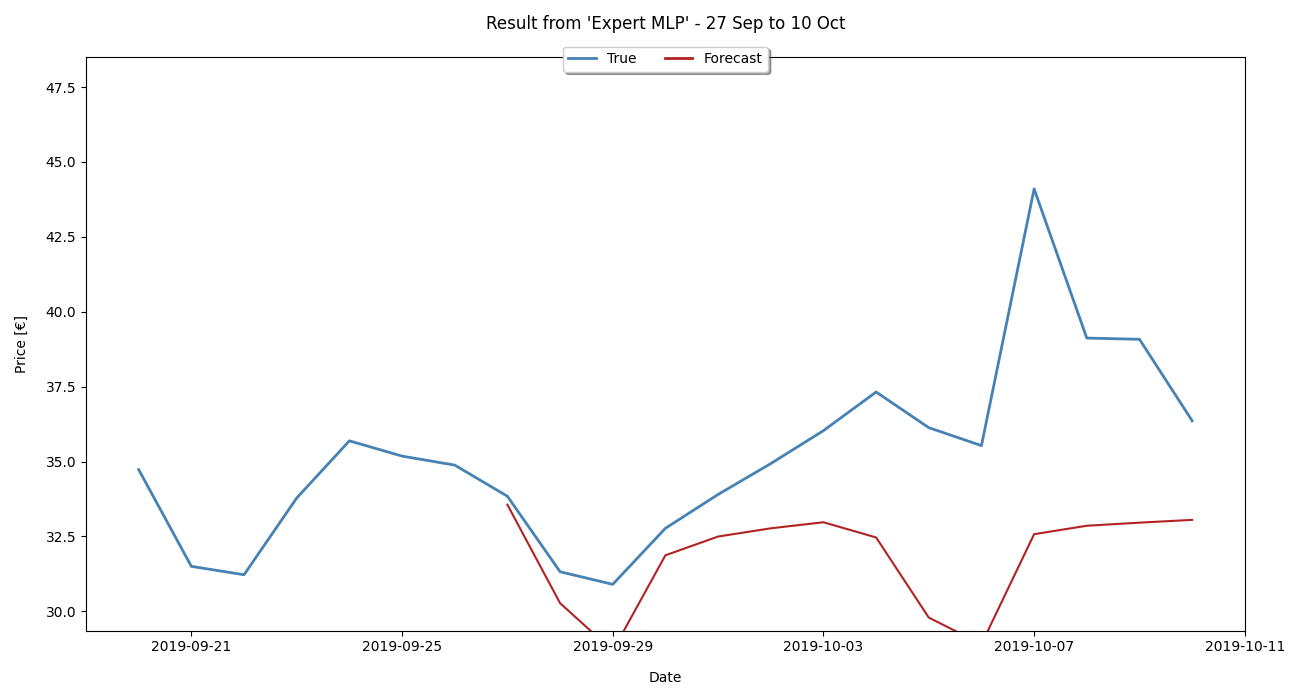 Result from 'Expert MLP' - 27 Sep to 10 Oct
True Forecast
47.5
45.0
42.5
40.0
37.5
35.0
32.5
30.0
Price [€]
2019-09-21 2019-09-25 2019-09-29 2019-10-03 2019-10-07 2019-10-11
Date